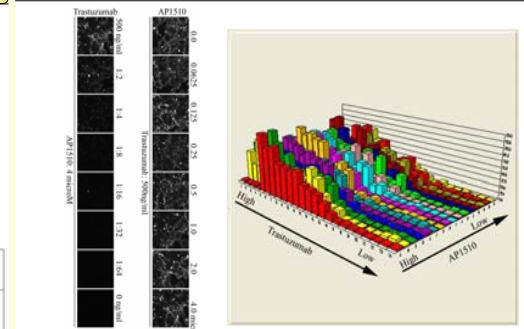 Trastuzumab
500 ng/ml
1:2
1:4
1:8
1:16
1:32
1:64
0 ng/ml
AP1510: 4 microM
AP1510
0.0
0.0625
0.125
0.25
0.5
1.0
2.0
4.0
Trastuzumab: 500ng/ml
High
Trastuzumab
Low
High
AP1510
Low